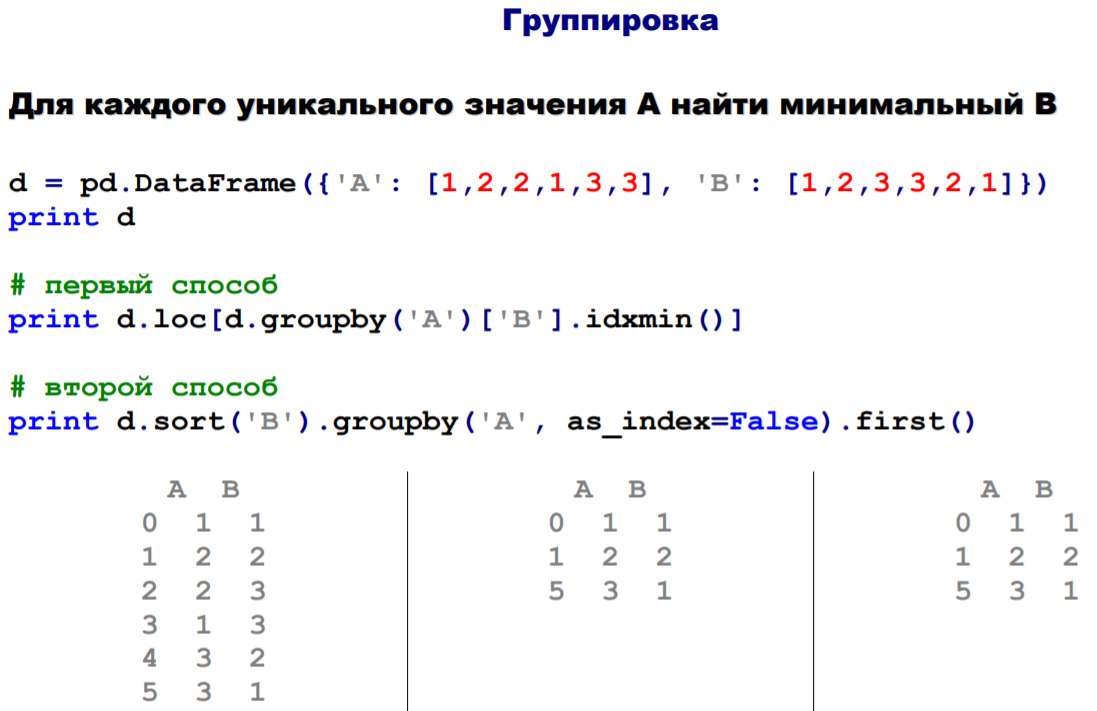 Группировка
Для каждого уникального значения A найти минимальный B
d = pd.DataFrame({'A': [1,2,2,1,3,3], 'B': [1,2,3,3,2,1]})
print d
# первый способ
print d.loc[d.groupby('A')['B'].idxmin()]
# второй способ
print d.sort('B').groupby('A', as_index=False).first()
A B
0 1 1
1 2 2
2 2 3
3 1 3
4 3 2
5 3 1
A B
0 1 1
1 2 2
5 3 1
A B
0 1 1
1 2 2
5 3 1